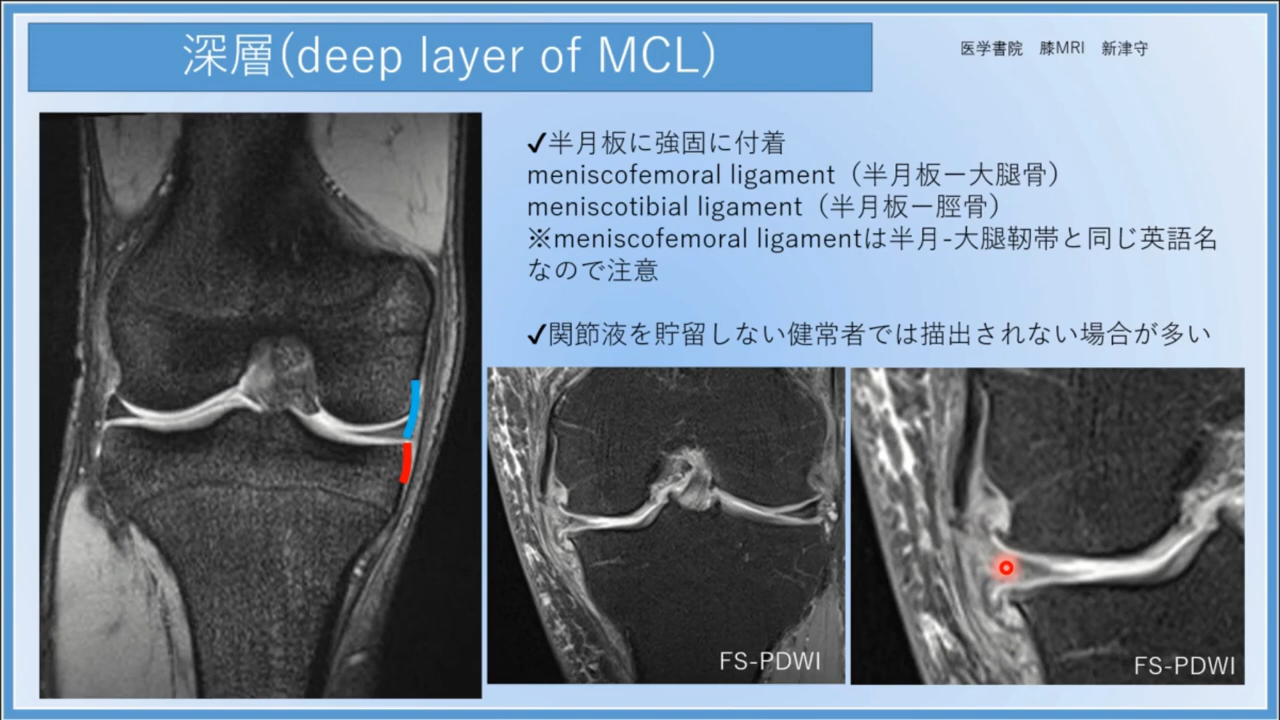 深層(deep layer of MCL)
医学書院　膝MRI　新津守
✓半月板に強固に付着
meniscofemoral ligament（半月板ー大腿骨）
meniscotibial ligament（半月板ー脛骨）
※meniscofemoral ligamentは半月-大腿靭帯と同じ英語名
なので注意
✓関節液を貯留しない健常者では描出されない場合が多い
FS-PDWI
FS-PDWI